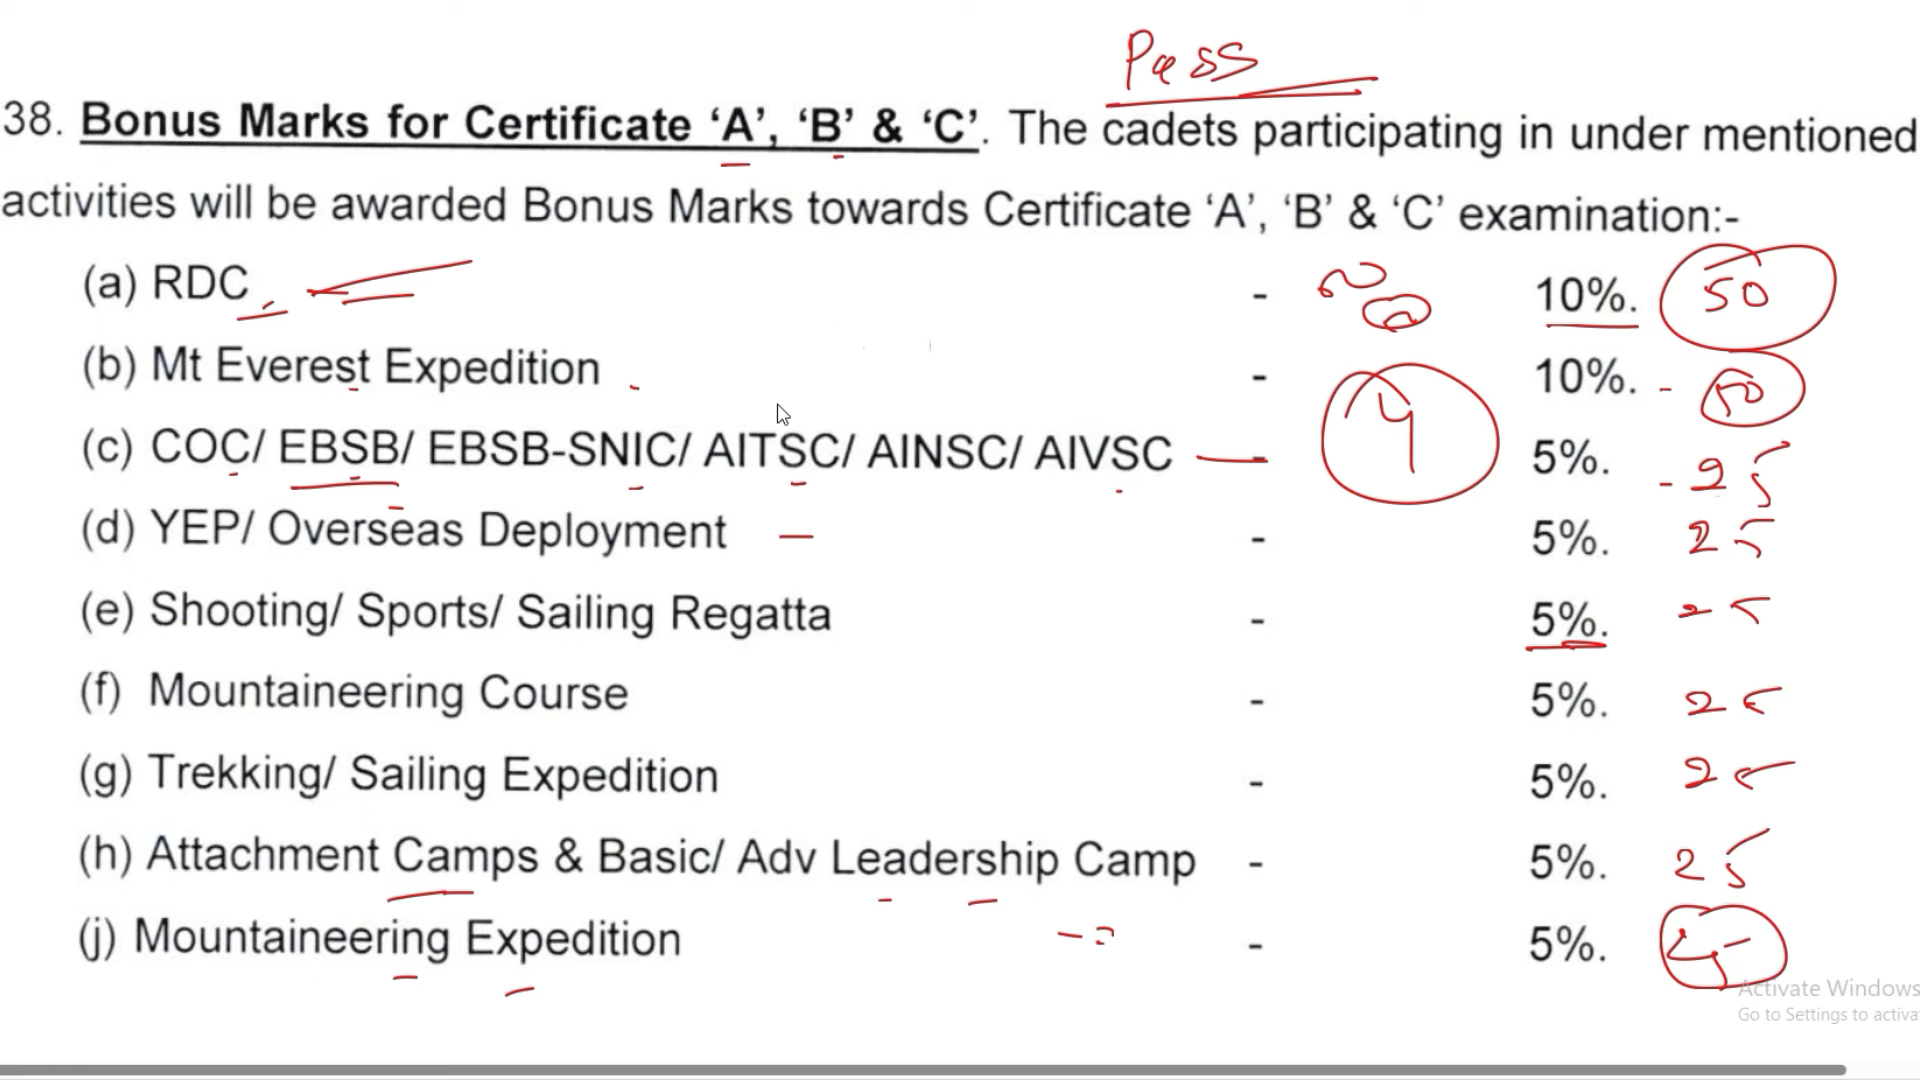 Pass
38. Bonus Marks for Certificate ‘A’, ‘B’ & ‘C’. The cadets participating in under mentioned
activities will be awarded Bonus Marks towards Certificate ‘A’, ‘B’ & ‘C’ examination:-
(a) RDC - 10%. 50
(b) Mt Everest Expedition - 10%. - 50
(c) COC/ EBSB/ EBSB-SNIC/ AITSC/ AINSC/ AIVSC - 5%. - 25
(d) YEP/ Overseas Deployment - 5%. 25
(e) Shooting/ Sports/ Sailing Regatta - 5%. 25
(f) Mountaineering Course - 5%. 25
(g) Trekking/ Sailing Expedition - 5%. 25
(h) Attachment Camps & Basic/ Adv Leadership Camp - 5%. 25
(j) Mountaineering Expedition - 5%.
Activate Windows
Go to Settings to activa